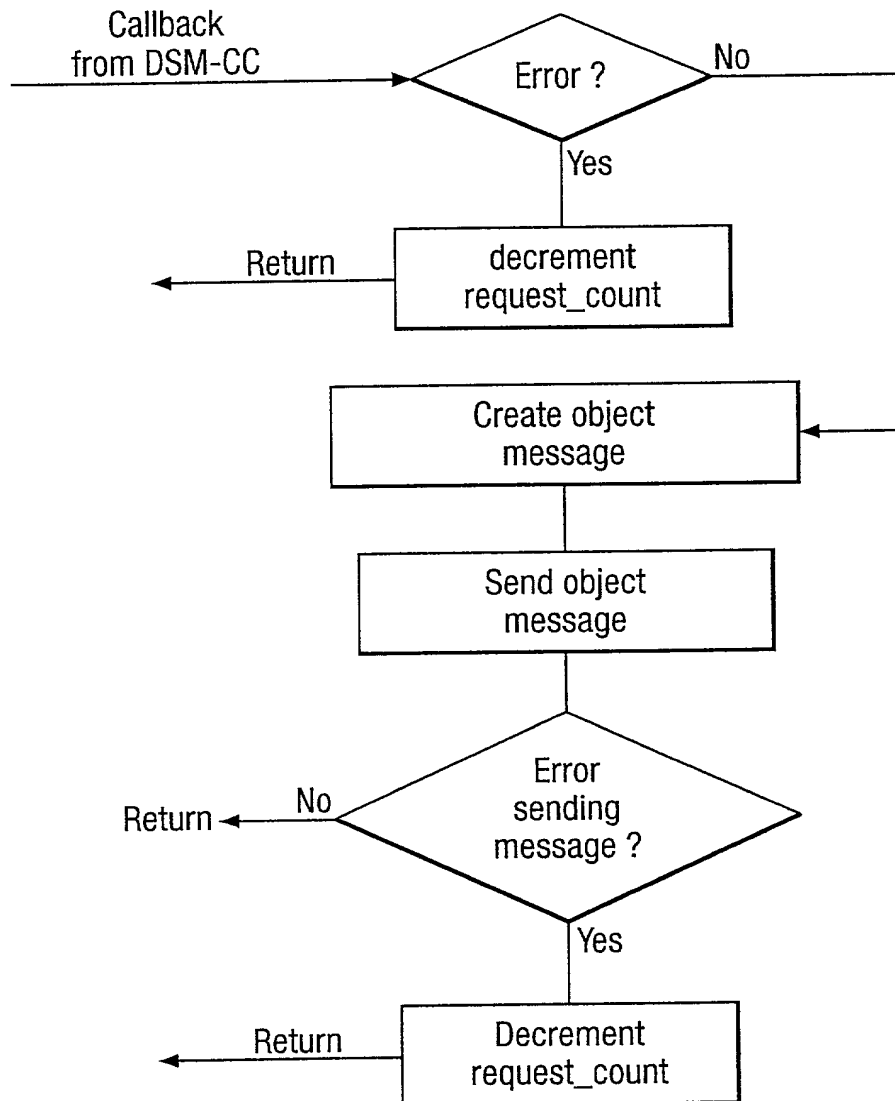 Callback
from DSM-CC
Error ?
No
Yes
Return
decrement
request_count
Create object
message
Send object
message
Error
sending
message ?
No
Return
Yes
Return
Decrement
request_count